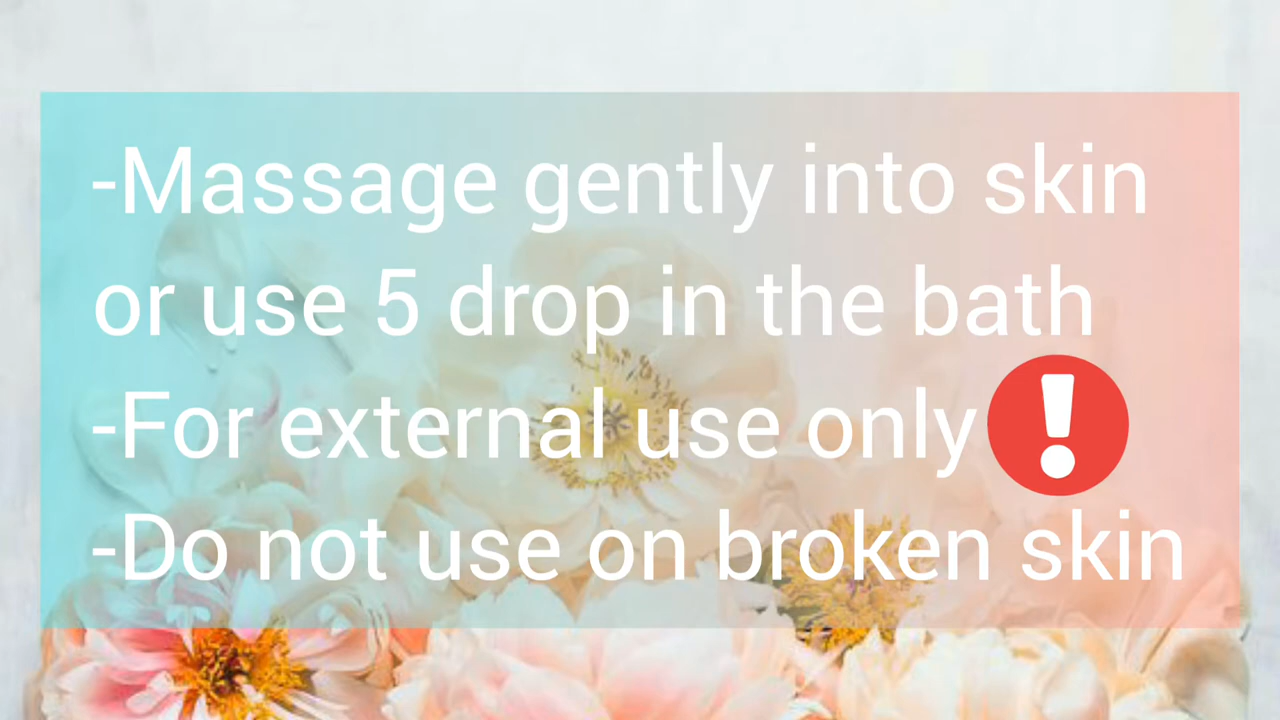 -Massage gently into skin
or use 5 drop in the bath
-For external use only❗
-Do not use on broken skin